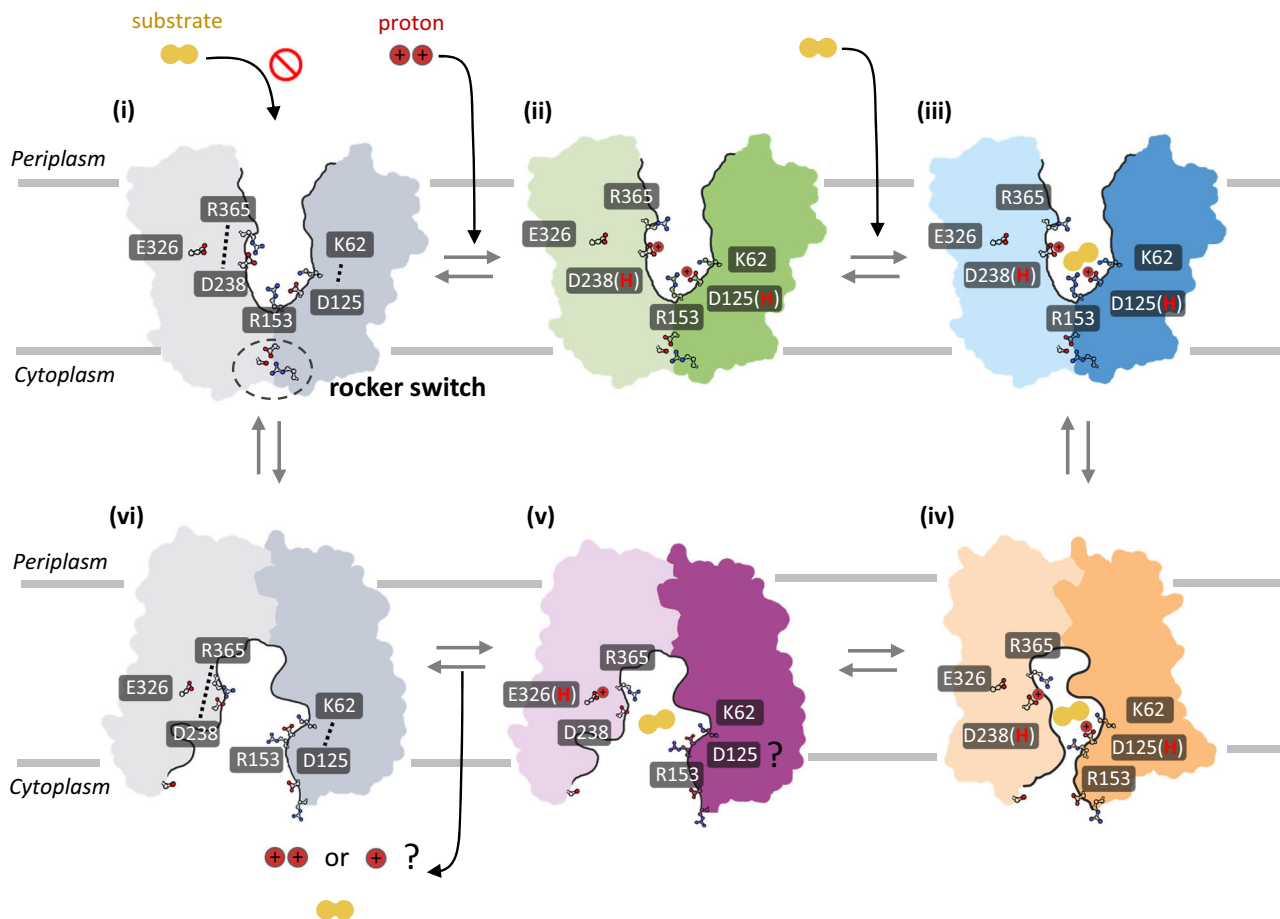 substrate
proton
+ +
(i)
(ii)
(iii)
Periplasm
R365
E326
K62
D238
D125
R153
Cytoplasm
rocker switch
R365
E326
+
+
K62
D238(H)
D125(H)
R153
R365
E326
+
+
K62
D238(H)
D125(H)
R153
(vi)
(v)
(iv)
Periplasm
R365
E326
K62
D238
R153
D125
Cytoplasm
R365
E326(H)
+
K62
D238
D125 ?
R153
R365
E326
+
+
K62
D238(H)
D125(H)
R153
+ + or + ?